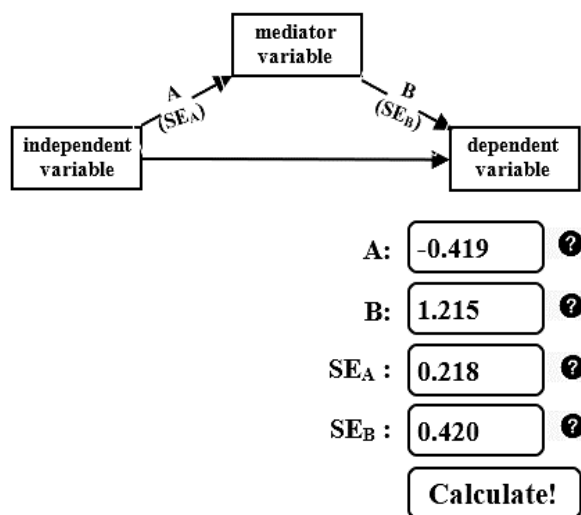 mediator
variable
A
(SEA)
B
(SEB)
independent
variable
dependent
variable
A: -0.419 ?
B: 1.215 ?
SEA : 0.218 ?
SEB : 0.420 ?
Calculate!